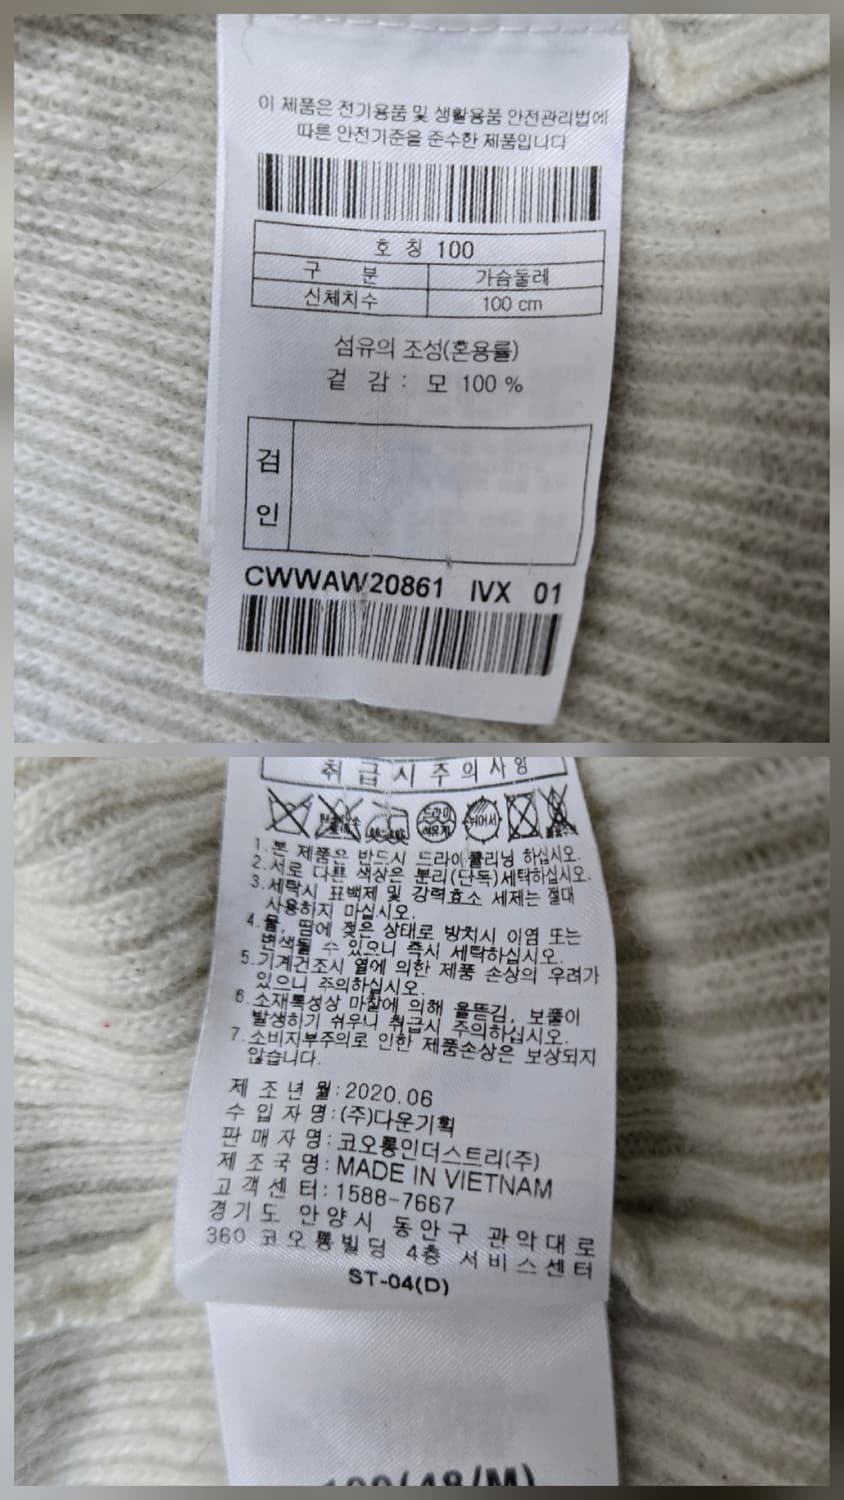 이 제품은 전기용품 및 생활용품 안전관리법에
따른 안전기준을 준수한 제품입니다
호 칭 100
구 분 가슴둘레
신체치수 100 cm
섬유의 조성(혼용률)
겉 감 : 모 100 %
검
인
CWWAW20861 IVX 01
취급시주의사항
드라이
석유계
뉘어서
1.본 제품은 반드시 드라이클리닝 하십시오.
2.서로 다른 색상은 분리(단독)세탁하십시오.
3.세탁시 표백제 및 강력효소 세제는 절대
사용하지 마십시오.
4.물, 땀에 젖은 상태로 방치시 이염 또는
변색될 수 있으니 즉시 세탁하십시오.
5.기계건조시 열에 의한 제품 손상의 우려가
있으니 주의하십시오.
6.소재특성상 마찰에 의해 올뜯김, 보풀이
발생하기 쉬우니 취급시 주의하십시오.
7.소비자부주의로 인한 제품손상은 보상되지
않습니다.
제 조 년 월:2020.06
수 입 자 명:(주)다운기획
판 매 자 명:코오롱인더스트리(주)
제 조 국 명:MADE IN VIETNAM
고 객 센 터:1588-7667
경기도 안양시 동안구 관악대로
360 코오롱빌딩 4층 서비스센터
ST-04(D)
100(48/M)